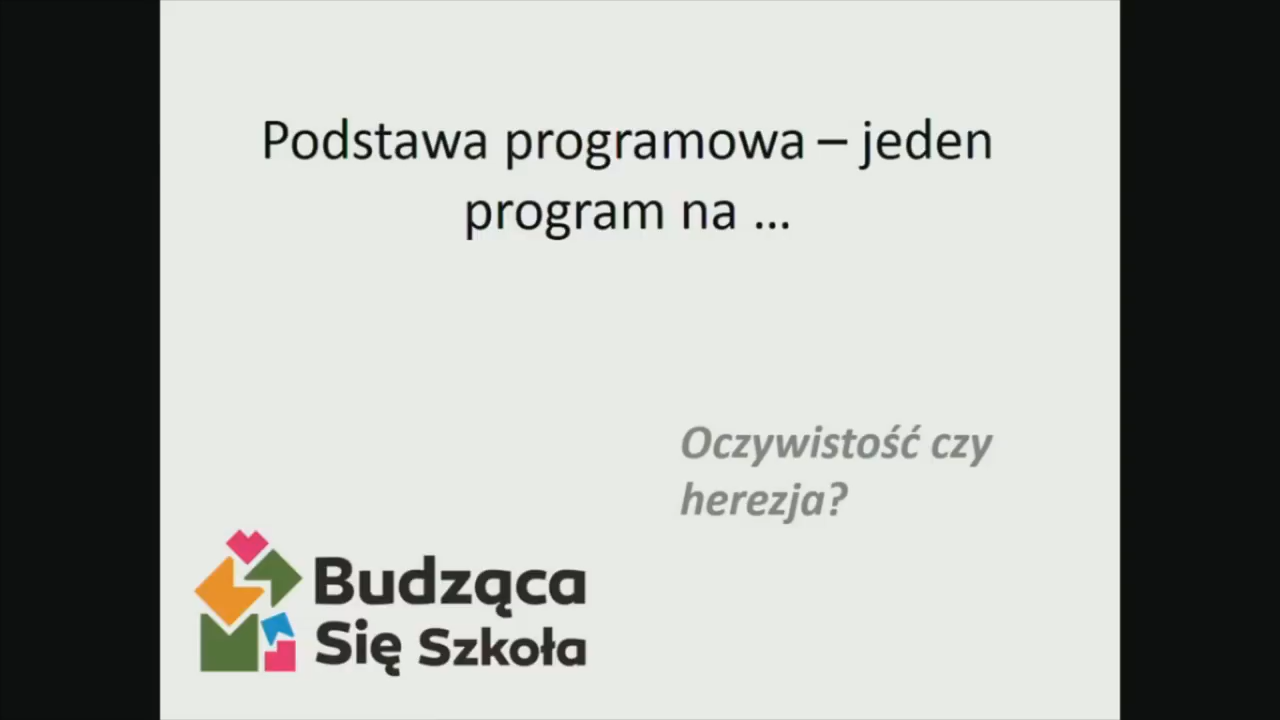 Podstawa programowa – jeden
program na ...
Oczywistość czy
herezja?
Budząca
Się Szkoła